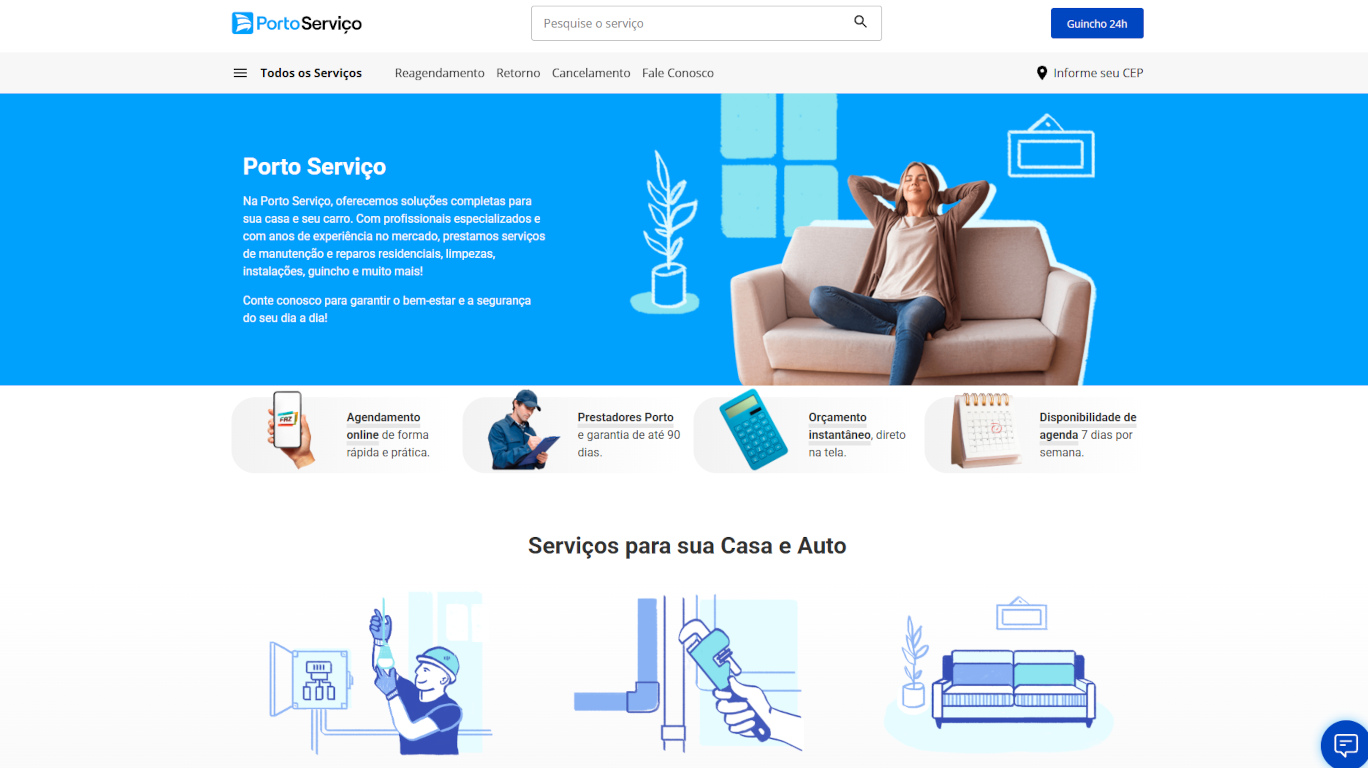 PortoServiço
Pesquise o serviço
Guincho 24h
Todos os Serviços
Reagendamento
Retorno
Cancelamento
Fale Conosco
Informe seu CEP
Porto Serviço
Na Porto Serviço, oferecemos soluções completas para
sua casa e seu carro. Com profissionais especializados e
com anos de experiência no mercado, prestamos serviços
de manutenção e reparos residenciais, limpezas,
instalações, guincho e muito mais!
Conte conosco para garantir o bem-estar e a segurança
do seu dia a dia!
FAZ
Agendamento
online de forma
rápida e prática.
Prestadores Porto
e garantia de até 90
dias.
Orçamento
instantâneo, direto
na tela.
Disponibilidade de
agenda 7 dias por
semana.
Serviços para sua Casa e Auto